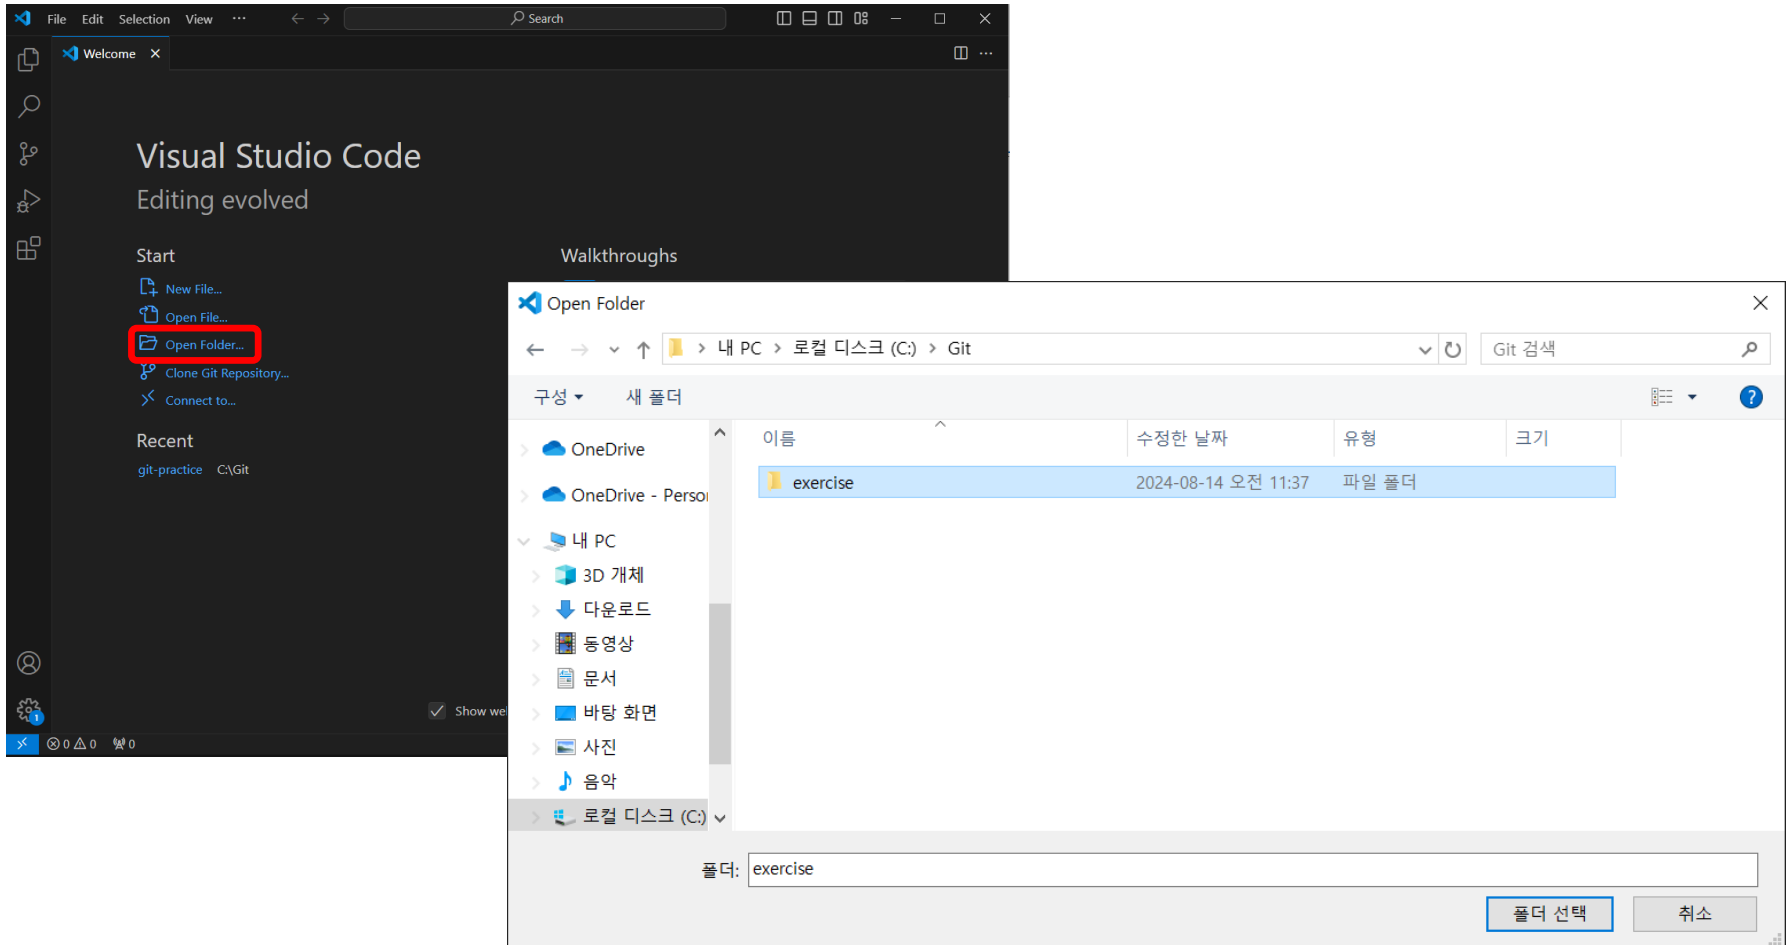 File Edit Selection View ··· Search
Welcome
Visual Studio Code
Editing evolved
Start
New File...
Open File...
Open Folder...
Clone Git Repository...
Connect to...
Recent
git-practice C:\Git
Walkthroughs
Show wel
1
0 0 0
Open Folder
내 PC > 로컬 디스크 (C:) > Git
Git 검색
구성 새 폴더
?
OneDrive
OneDrive - Person
내 PC
3D 개체
다운로드
동영상
문서
바탕 화면
사진
음악
로컬 디스크 (C:)
이름 수정한 날짜 유형 크기
exercise 2024-08-14 오전 11:37 파일 폴더
폴더: exercise
폴더 선택 취소